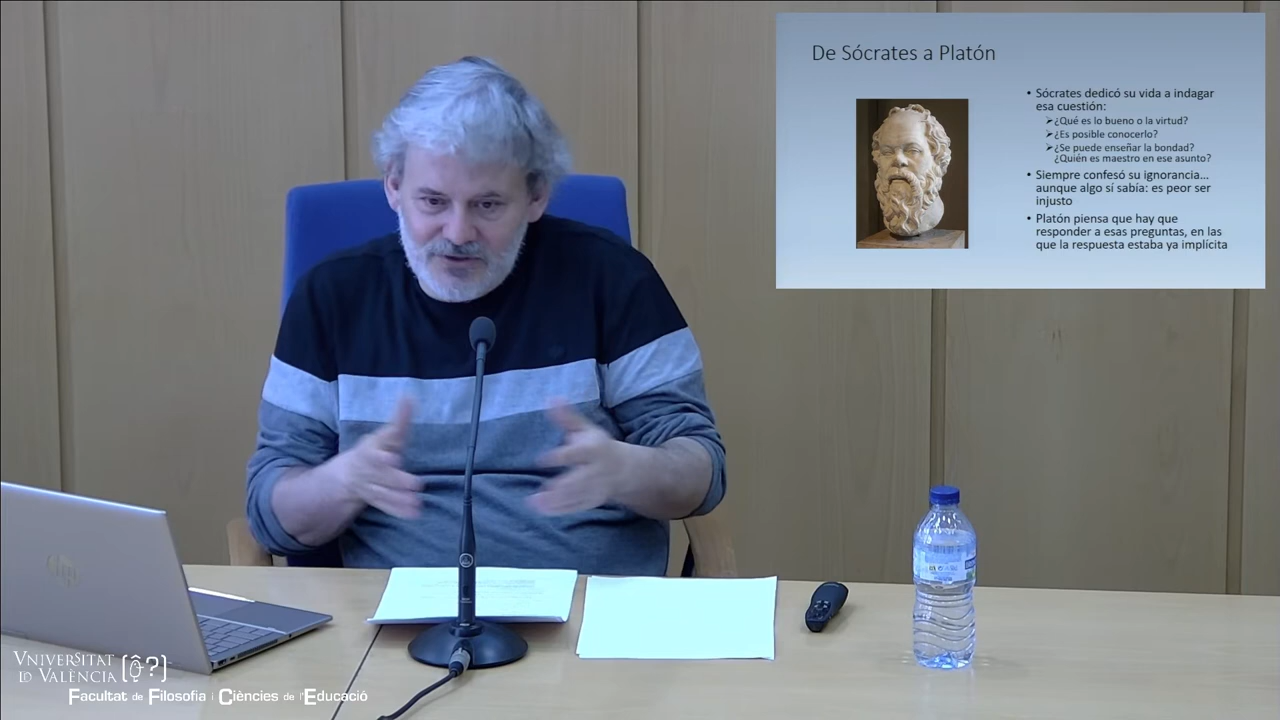 De Sócrates a Platón
• Sócrates dedicó su vida a indagar
esa cuestión:
➢¿Qué es lo bueno o la virtud?
➢¿Es posible conocerlo?
➢¿Se puede enseñar la bondad?
¿Quién es maestro en ese asunto?
• Siempre confesó su ignorancia...
aunque algo sí sabía: es peor ser
injusto
• Platón piensa que hay que
responder a esas preguntas, en las
que la respuesta estaba ya implícita
hp
VNIVERSITAT
ID VALÈNCIA
Facultat de Filosofia i Ciències de l'Educació